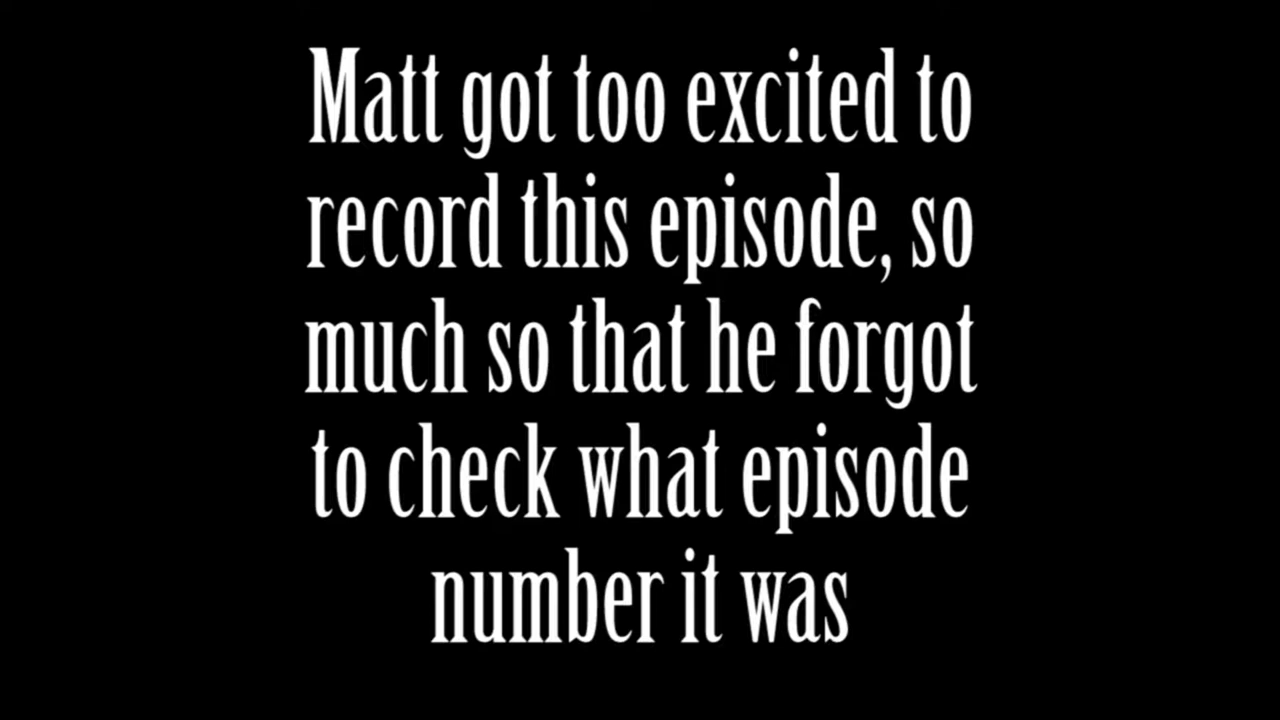 Matt got too excited to
record this episode, so
much so that he forgot
to check what episode
number it was